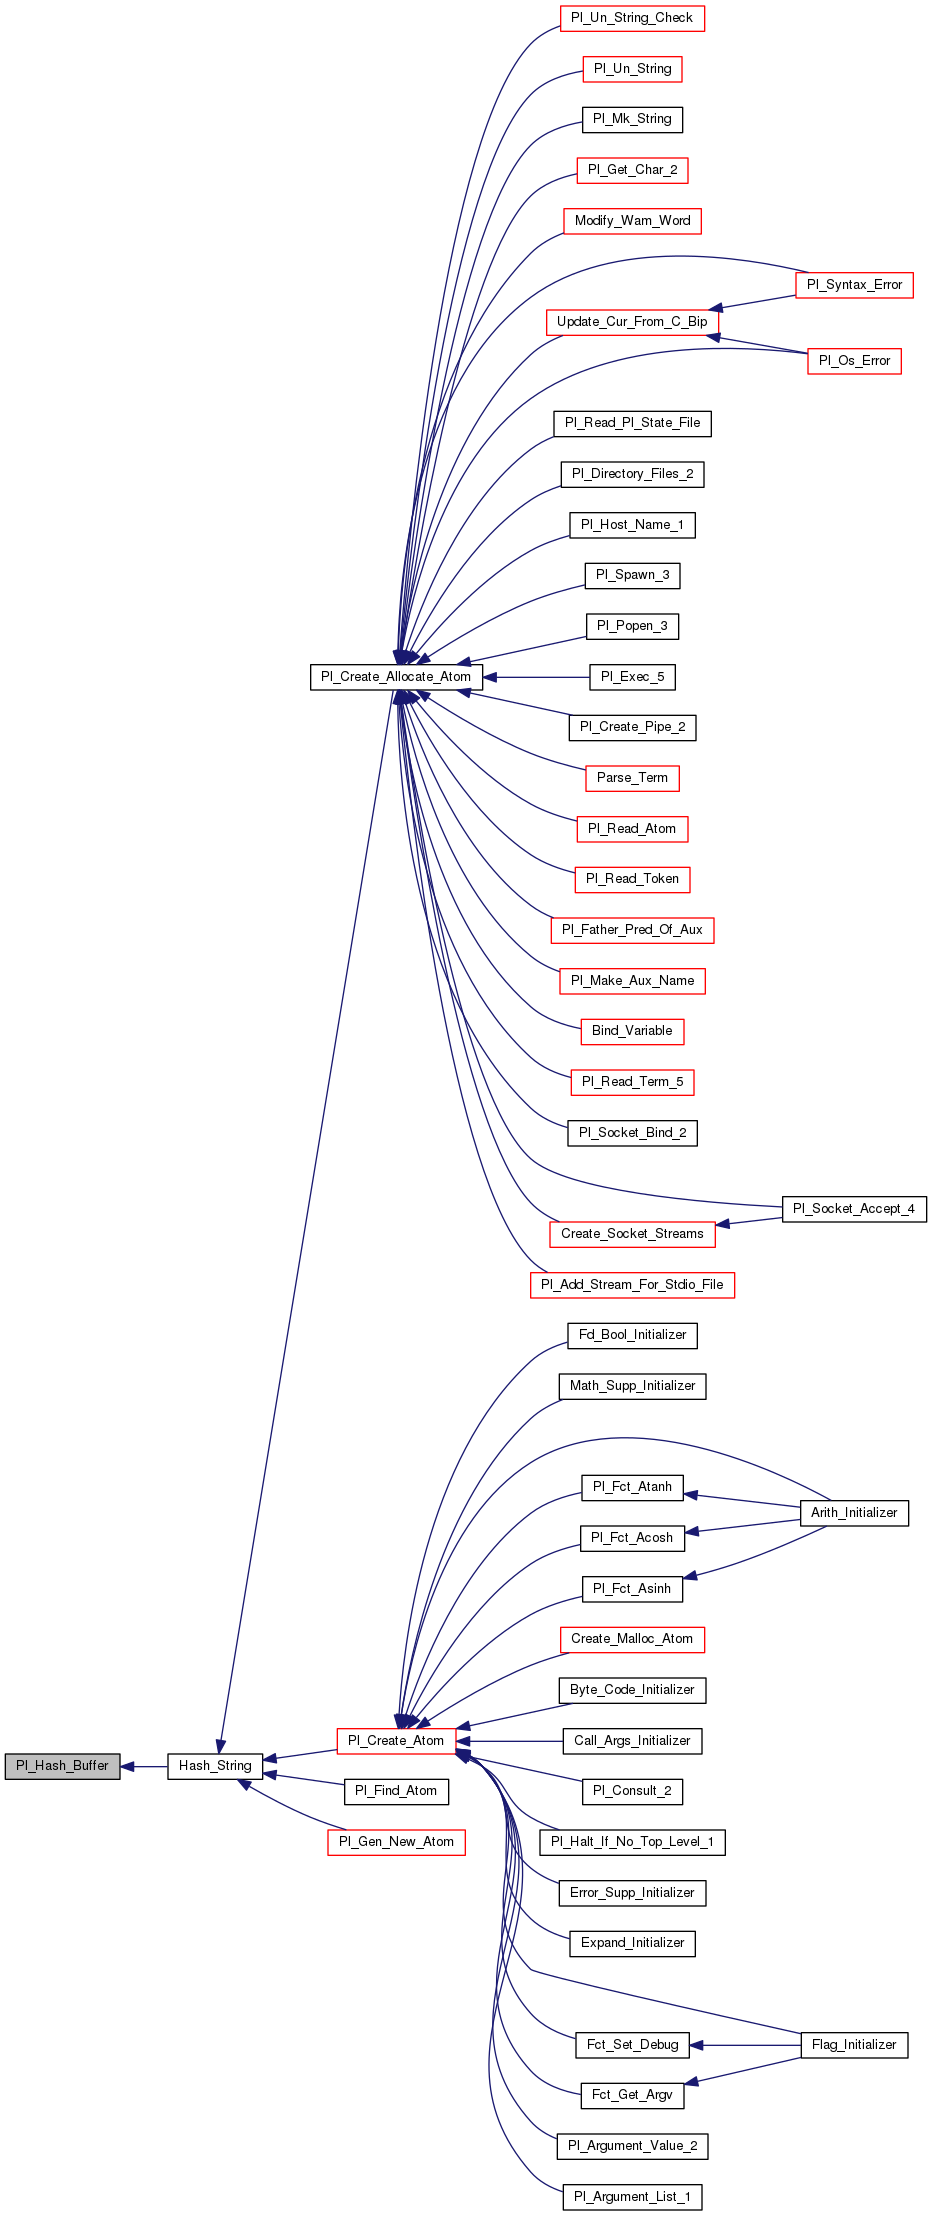 Pl_Un_String_Check
Pl_Un_String
Pl_Mk_String
Pl_Get_Char_2
Modify_Wam_Word
Pl_Syntax_Error
Update_Cur_From_C_Bip
Pl_Os_Error
Pl_Read_Pl_State_File
Pl_Directory_Files_2
Pl_Host_Name_1
Pl_Spawn_3
Pl_Popen_3
Pl_Create_Allocate_Atom
Pl_Exec_5
Pl_Create_Pipe_2
Parse_Term
Pl_Read_Atom
Pl_Read_Token
Pl_Father_Pred_Of_Aux
Pl_Make_Aux_Name
Bind_Variable
Pl_Read_Term_5
Pl_Socket_Bind_2
Pl_Socket_Accept_4
Create_Socket_Streams
Pl_Add_Stream_For_Stdio_File
Fd_Bool_Initializer
Math_Supp_Initializer
Pl_Fct_Atanh
Arith_Initializer
Pl_Fct_Acosh
Pl_Fct_Asinh
Create_Malloc_Atom
Byte_Code_Initializer
Pl_Create_Atom
Call_Args_Initializer
Pl_Hash_Buffer
Hash_String
Pl_Find_Atom
Pl_Consult_2
Pl_Gen_New_Atom
Pl_Halt_If_No_Top_Level_1
Error_Supp_Initializer
Expand_Initializer
Fct_Set_Debug
Flag_Initializer
Fct_Get_Argv
Pl_Argument_Value_2
Pl_Argument_List_1